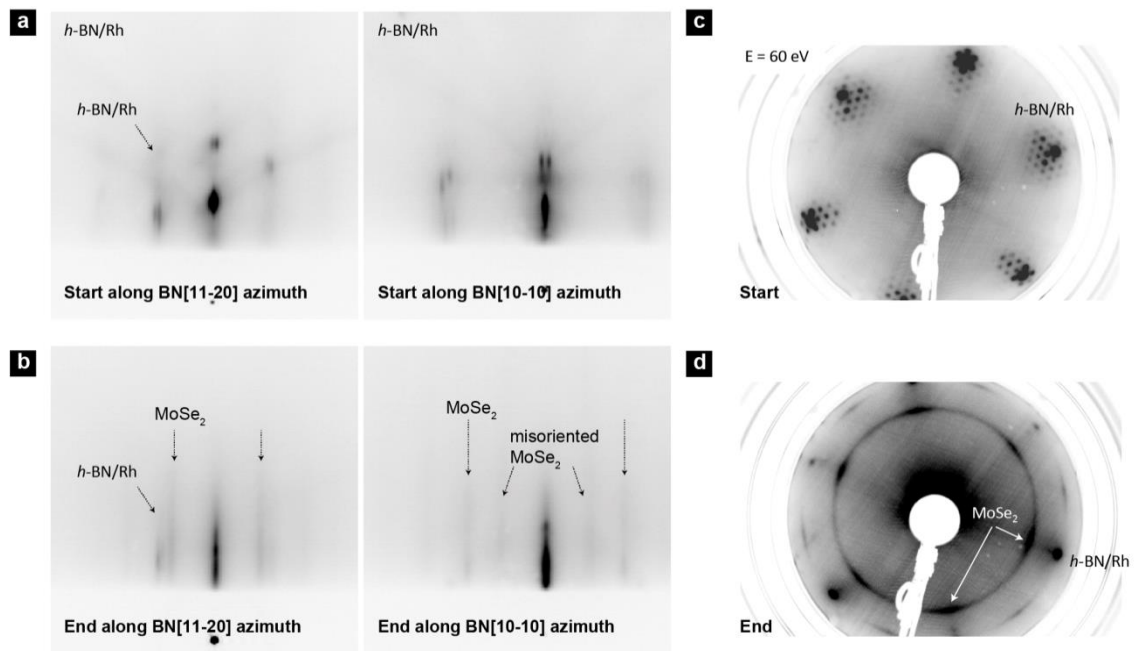 a
h-BN/Rh
h-BN/Rh
Start along BN[11-20] azimuth
h-BN/Rh
Start along BN[10-10] azimuth
c
E = 60 eV
h-BN/Rh
Start
b
MoSe₂
h-BN/Rh
End along BN[11-20] azimuth
MoSe₂
misoriented
MoSe₂
End along BN[10-10] azimuth
d
MoSe₂
h-BN/Rh
End